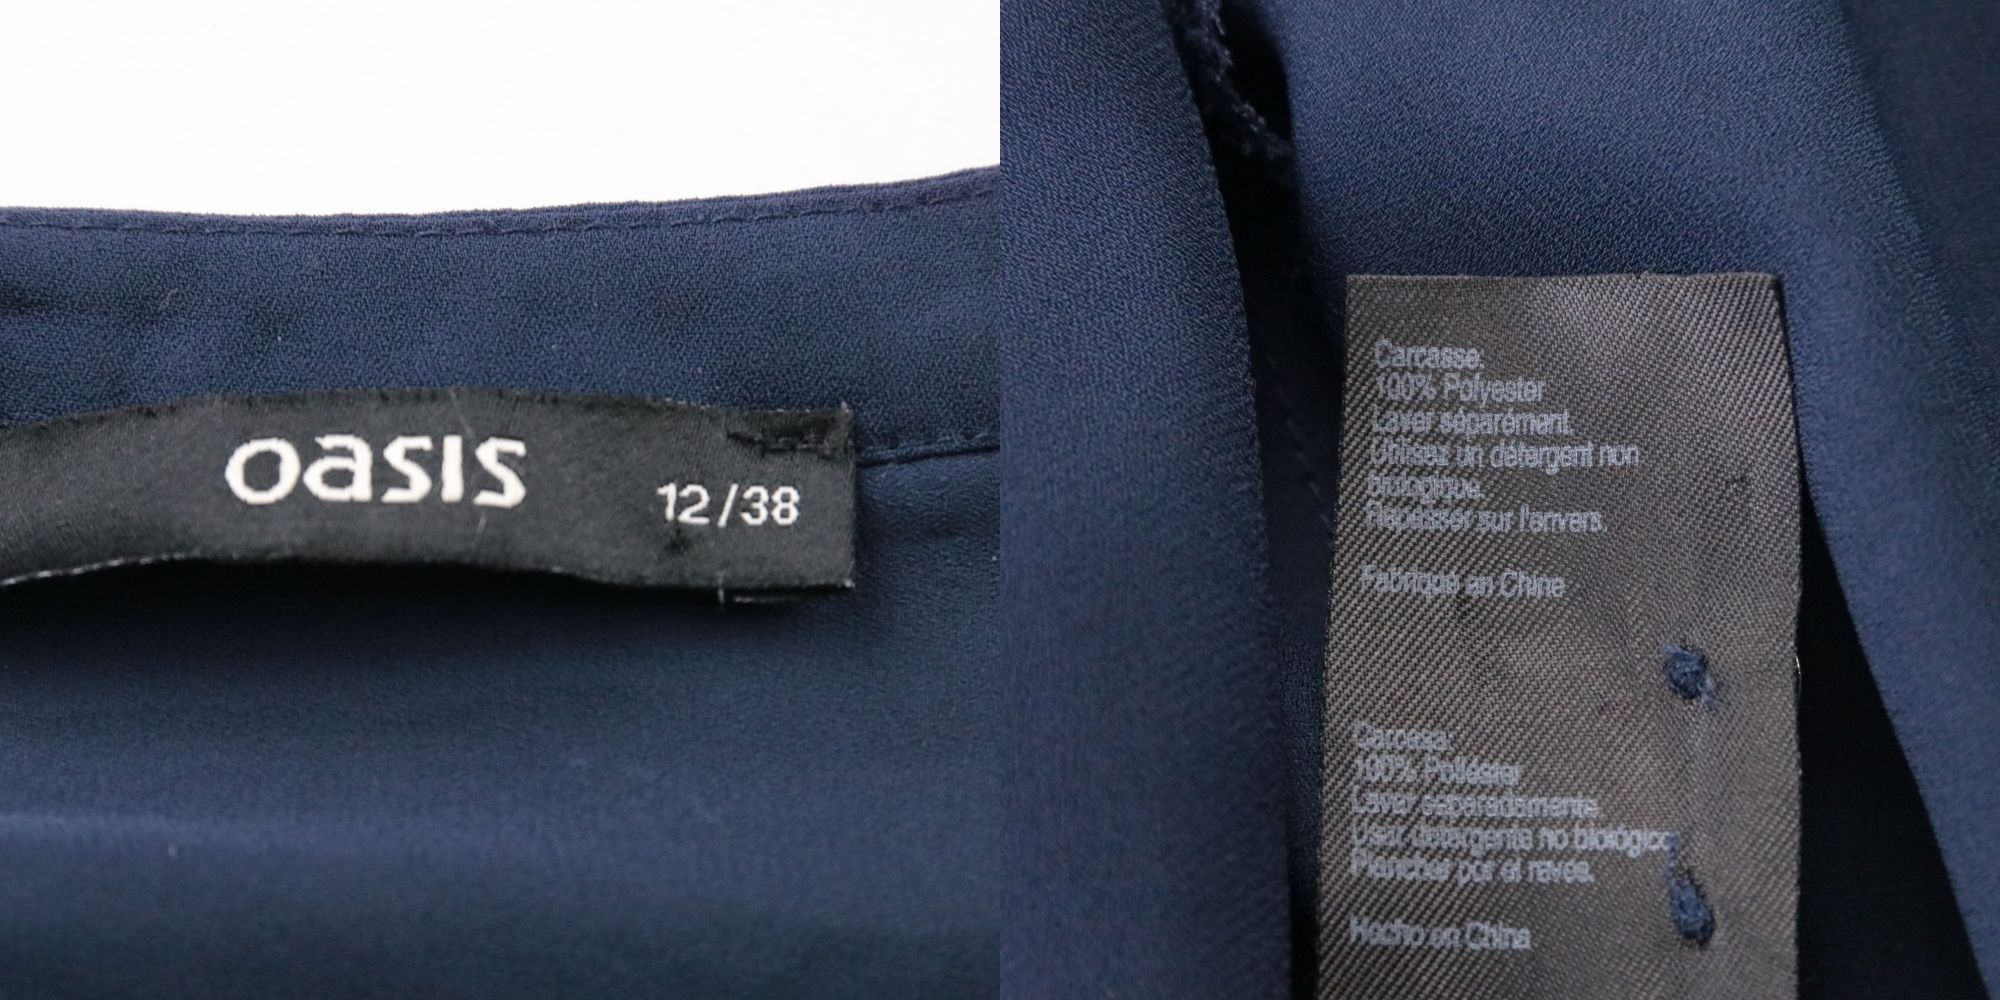 oasis
12/38
Carcasse:
100% Polyester
Laver séparément.
Utilisez un détergent non
biologique.
Repasser sur l'envers.
Fabriqué en Chine
Carcasa:
100% Poliéster
Lavar separadamente.
Usar detergente no biológico
Planchar por el revés.
Hecho en China